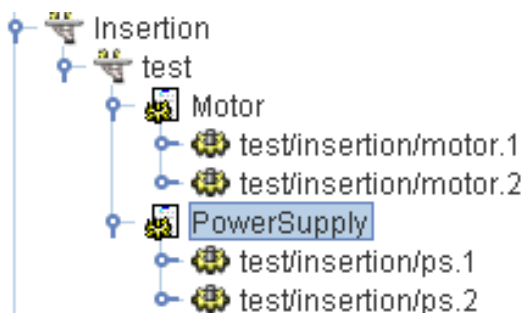 Insertion
test
Motor
test/insertion/motor.1
test/insertion/motor.2
PowerSupply
test/insertion/ps.1
test/insertion/ps.2